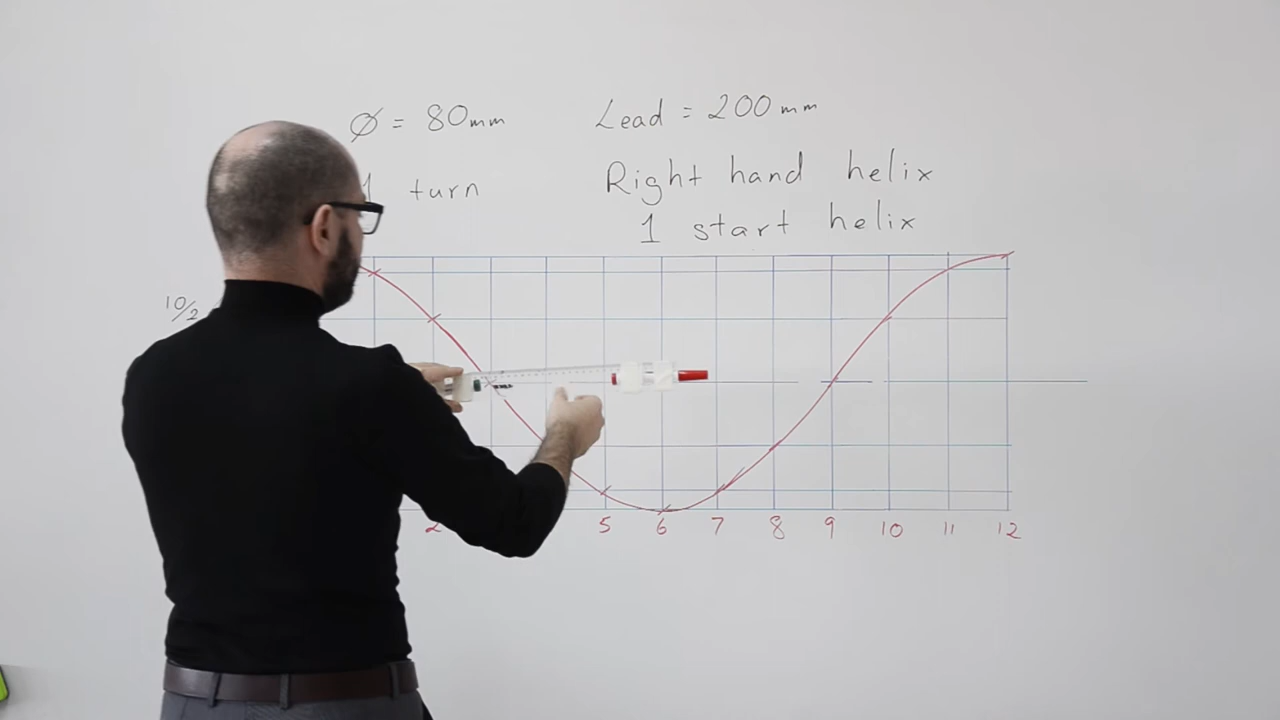 Ø = 80mm
Lead = 200mm
1 turn
Right hand helix
1 start helix
10/2
2 5 6 7 8 9 10 11 12